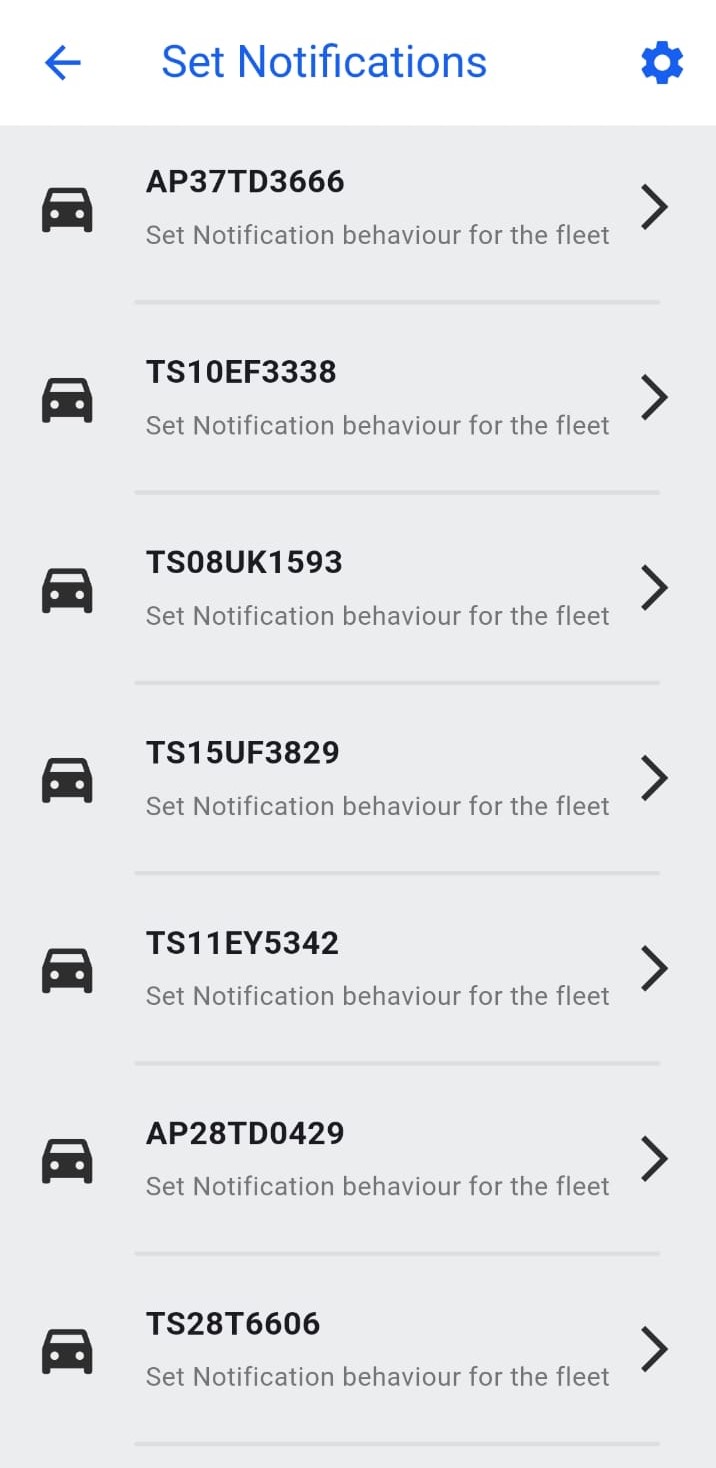 Set Notifications
AP37TD3666
Set Notification behaviour for the fleet
TS10EF3338
Set Notification behaviour for the fleet
TS08UK1593
Set Notification behaviour for the fleet
TS15UF3829
Set Notification behaviour for the fleet
TS11EY5342
Set Notification behaviour for the fleet
AP28TD0429
Set Notification behaviour for the fleet
TS28T6606
Set Notification behaviour for the fleet